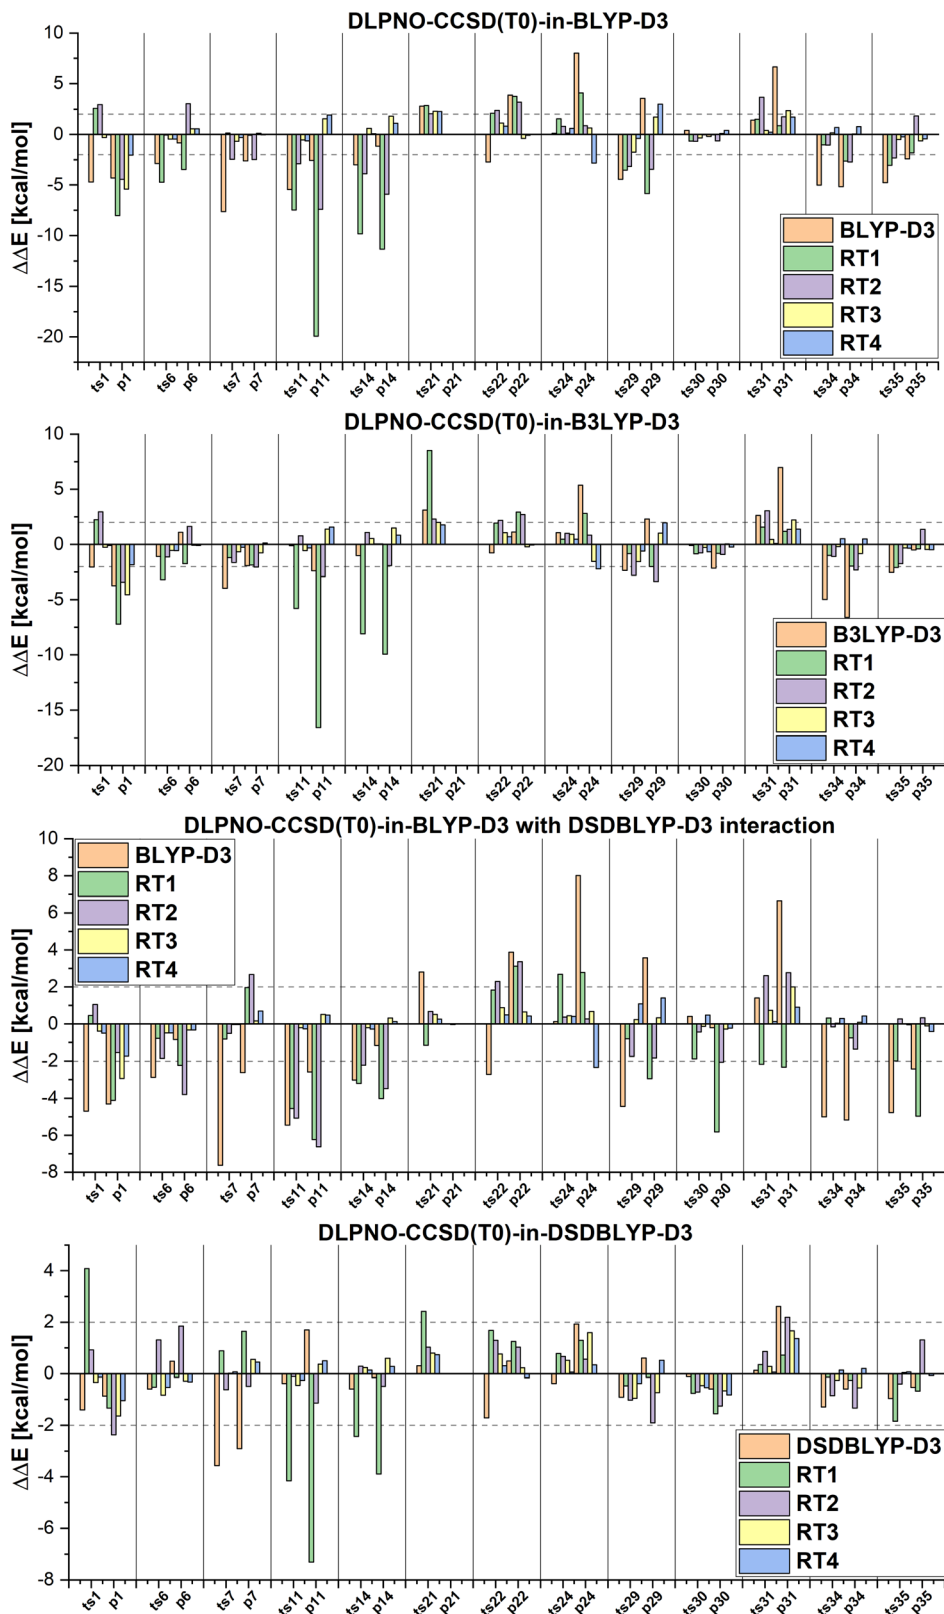 DLPNO-CCSD(T0)-in-BLYP-D3
10
5
0
-5
-10
-15
-20
ΔΔE [kcal/mol]
BLYP-D3
RT1
RT2
RT3
RT4
ts1 p1 ts6 p6 ts7 p7 ts11 p11 ts14 p14 ts21 p21 ts22 p22 ts24 p24 ts29 p29 ts30 p30 ts31 p31 ts34 p34 ts35 p35
DLPNO-CCSD(T0)-in-B3LYP-D3
10
5
0
-5
-10
-15
-20
ΔΔE [kcal/mol]
B3LYP-D3
RT1
RT2
RT3
RT4
ts1 p1 ts6 p6 ts7 p7 ts11 p11 ts14 p14 ts21 p21 ts22 p22 ts24 p24 ts29 p29 ts30 p30 ts31 p31 ts34 p34 ts35 p35
DLPNO-CCSD(T0)-in-BLYP-D3 with DSDBLYP-D3 interaction
10
8
6
4
2
0
-2
-4
-6
-8
ΔΔE [kcal/mol]
BLYP-D3
RT1
RT2
RT3
RT4
ts1 p1 ts6 p6 ts7 p7 ts11 p11 ts14 p14 ts21 p21 ts22 p22 ts24 p24 ts29 p29 ts30 p30 ts31 p31 ts34 p34 ts35 p35
DLPNO-CCSD(T0)-in-DSDBLYP-D3
4
2
0
-2
-4
-6
-8
ΔΔE [kcal/mol]
DSDBLYP-D3
RT1
RT2
RT3
RT4
ts1 p1 ts6 p6 ts7 p7 ts11 p11 ts14 p14 ts21 p21 ts22 p22 ts24 p24 ts29 p29 ts30 p30 ts31 p31 ts34 p34 ts35 p35